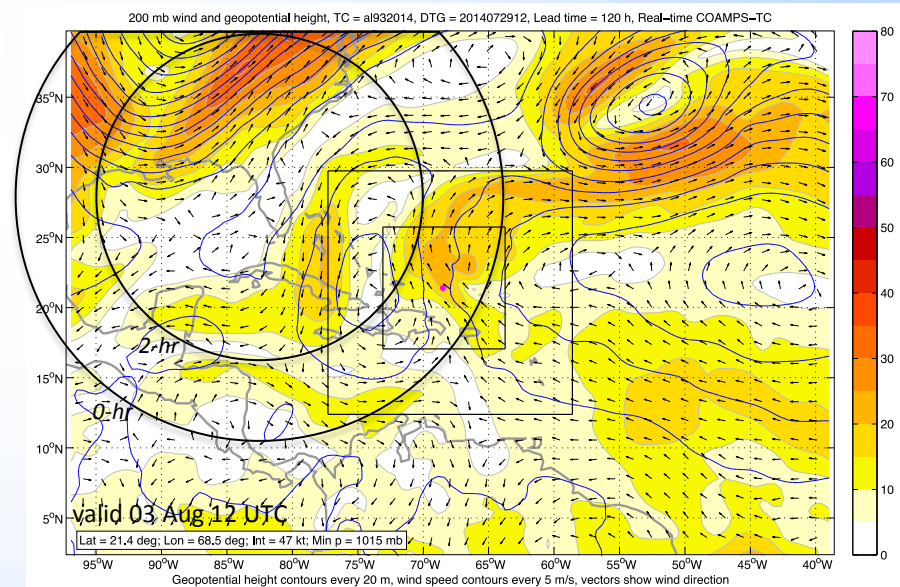 200 mb wind and geopotential height, TC = al932014, DTG = 2014072912, Lead time = 120 h, Real-time COAMPS-TC
80
70
60
50
40
30
20
10
0
35°N
30°N
25°N
20°N
15°N
10°N
5°N
2-hr
0-hr
valid 03 Aug 12 UTC
Lat = 21.4 deg; Lon = 68.5 deg; Int = 47 kt; Min p = 1015 mb
95°W 90°W 85°W 80°W 75°W 70°W 65°W 60°W 55°W 50°W 45°W 40°W
Geopotential height contours every 20 m, wind speed contours every 5 m/s, vectors show wind direction